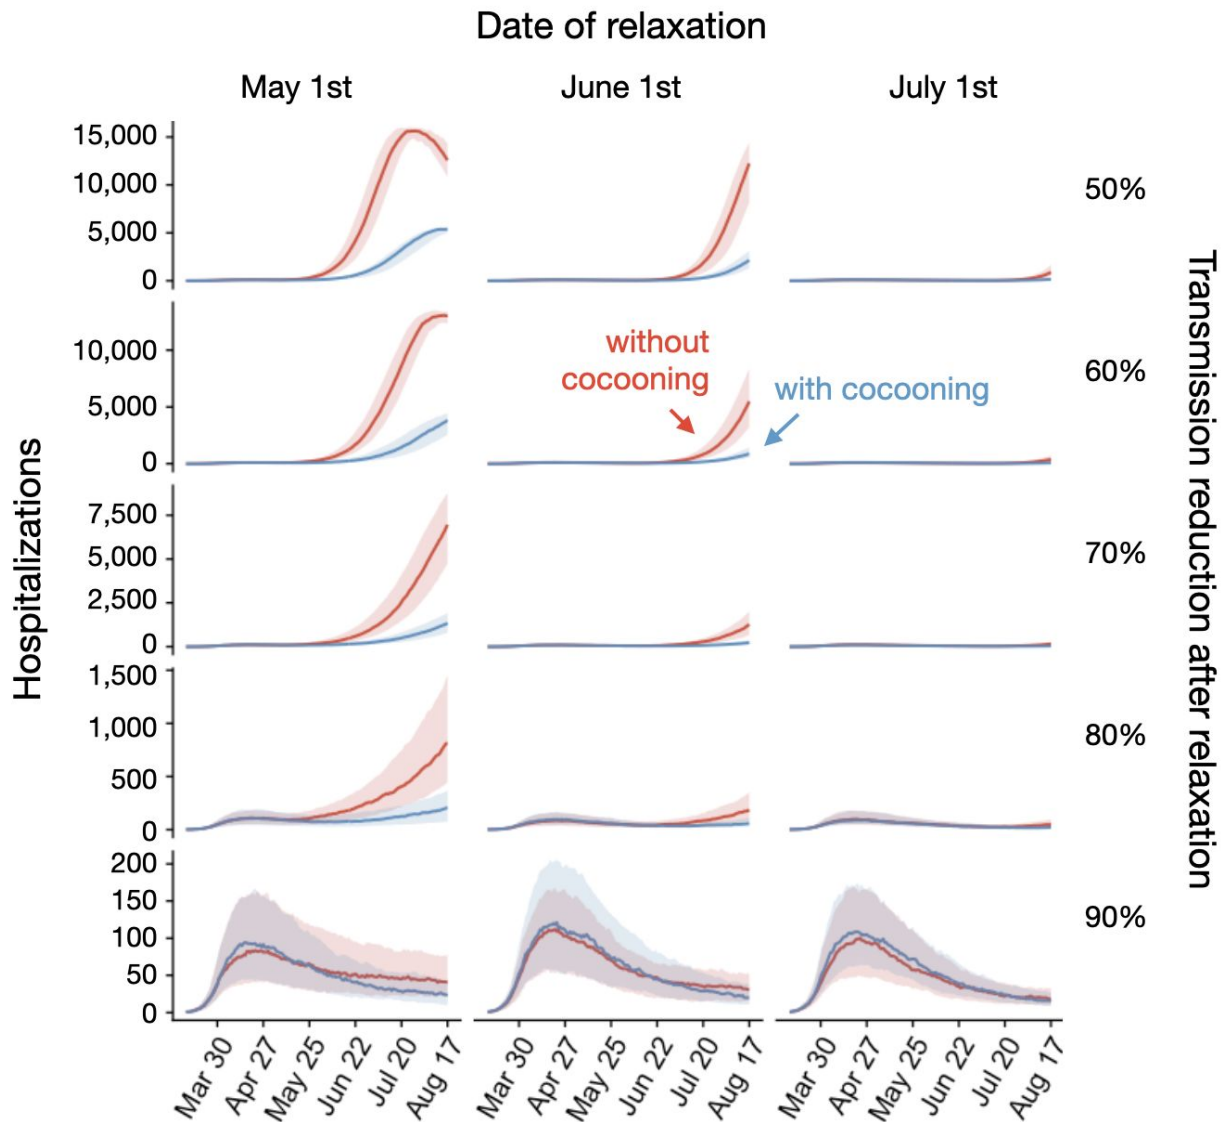 Date of relaxation
May 1st
June 1st
July 1st
15,000
10,000
5,000
0
50%
10,000
5,000
0
without
cocooning
with cocooning
60%
7,500
5,000
2,500
0
70%
1,500
1,000
500
0
80%
200
150
100
50
0
90%
Hospitalizations
Transmission reduction after relaxation
Mar 30
Apr 27
May 25
Jun 22
Jul 20
Aug 17
Mar 30
Apr 27
May 25
Jun 22
Jul 20
Aug 17
Mar 30
Apr 27
May 25
Jun 22
Jul 20
Aug 17